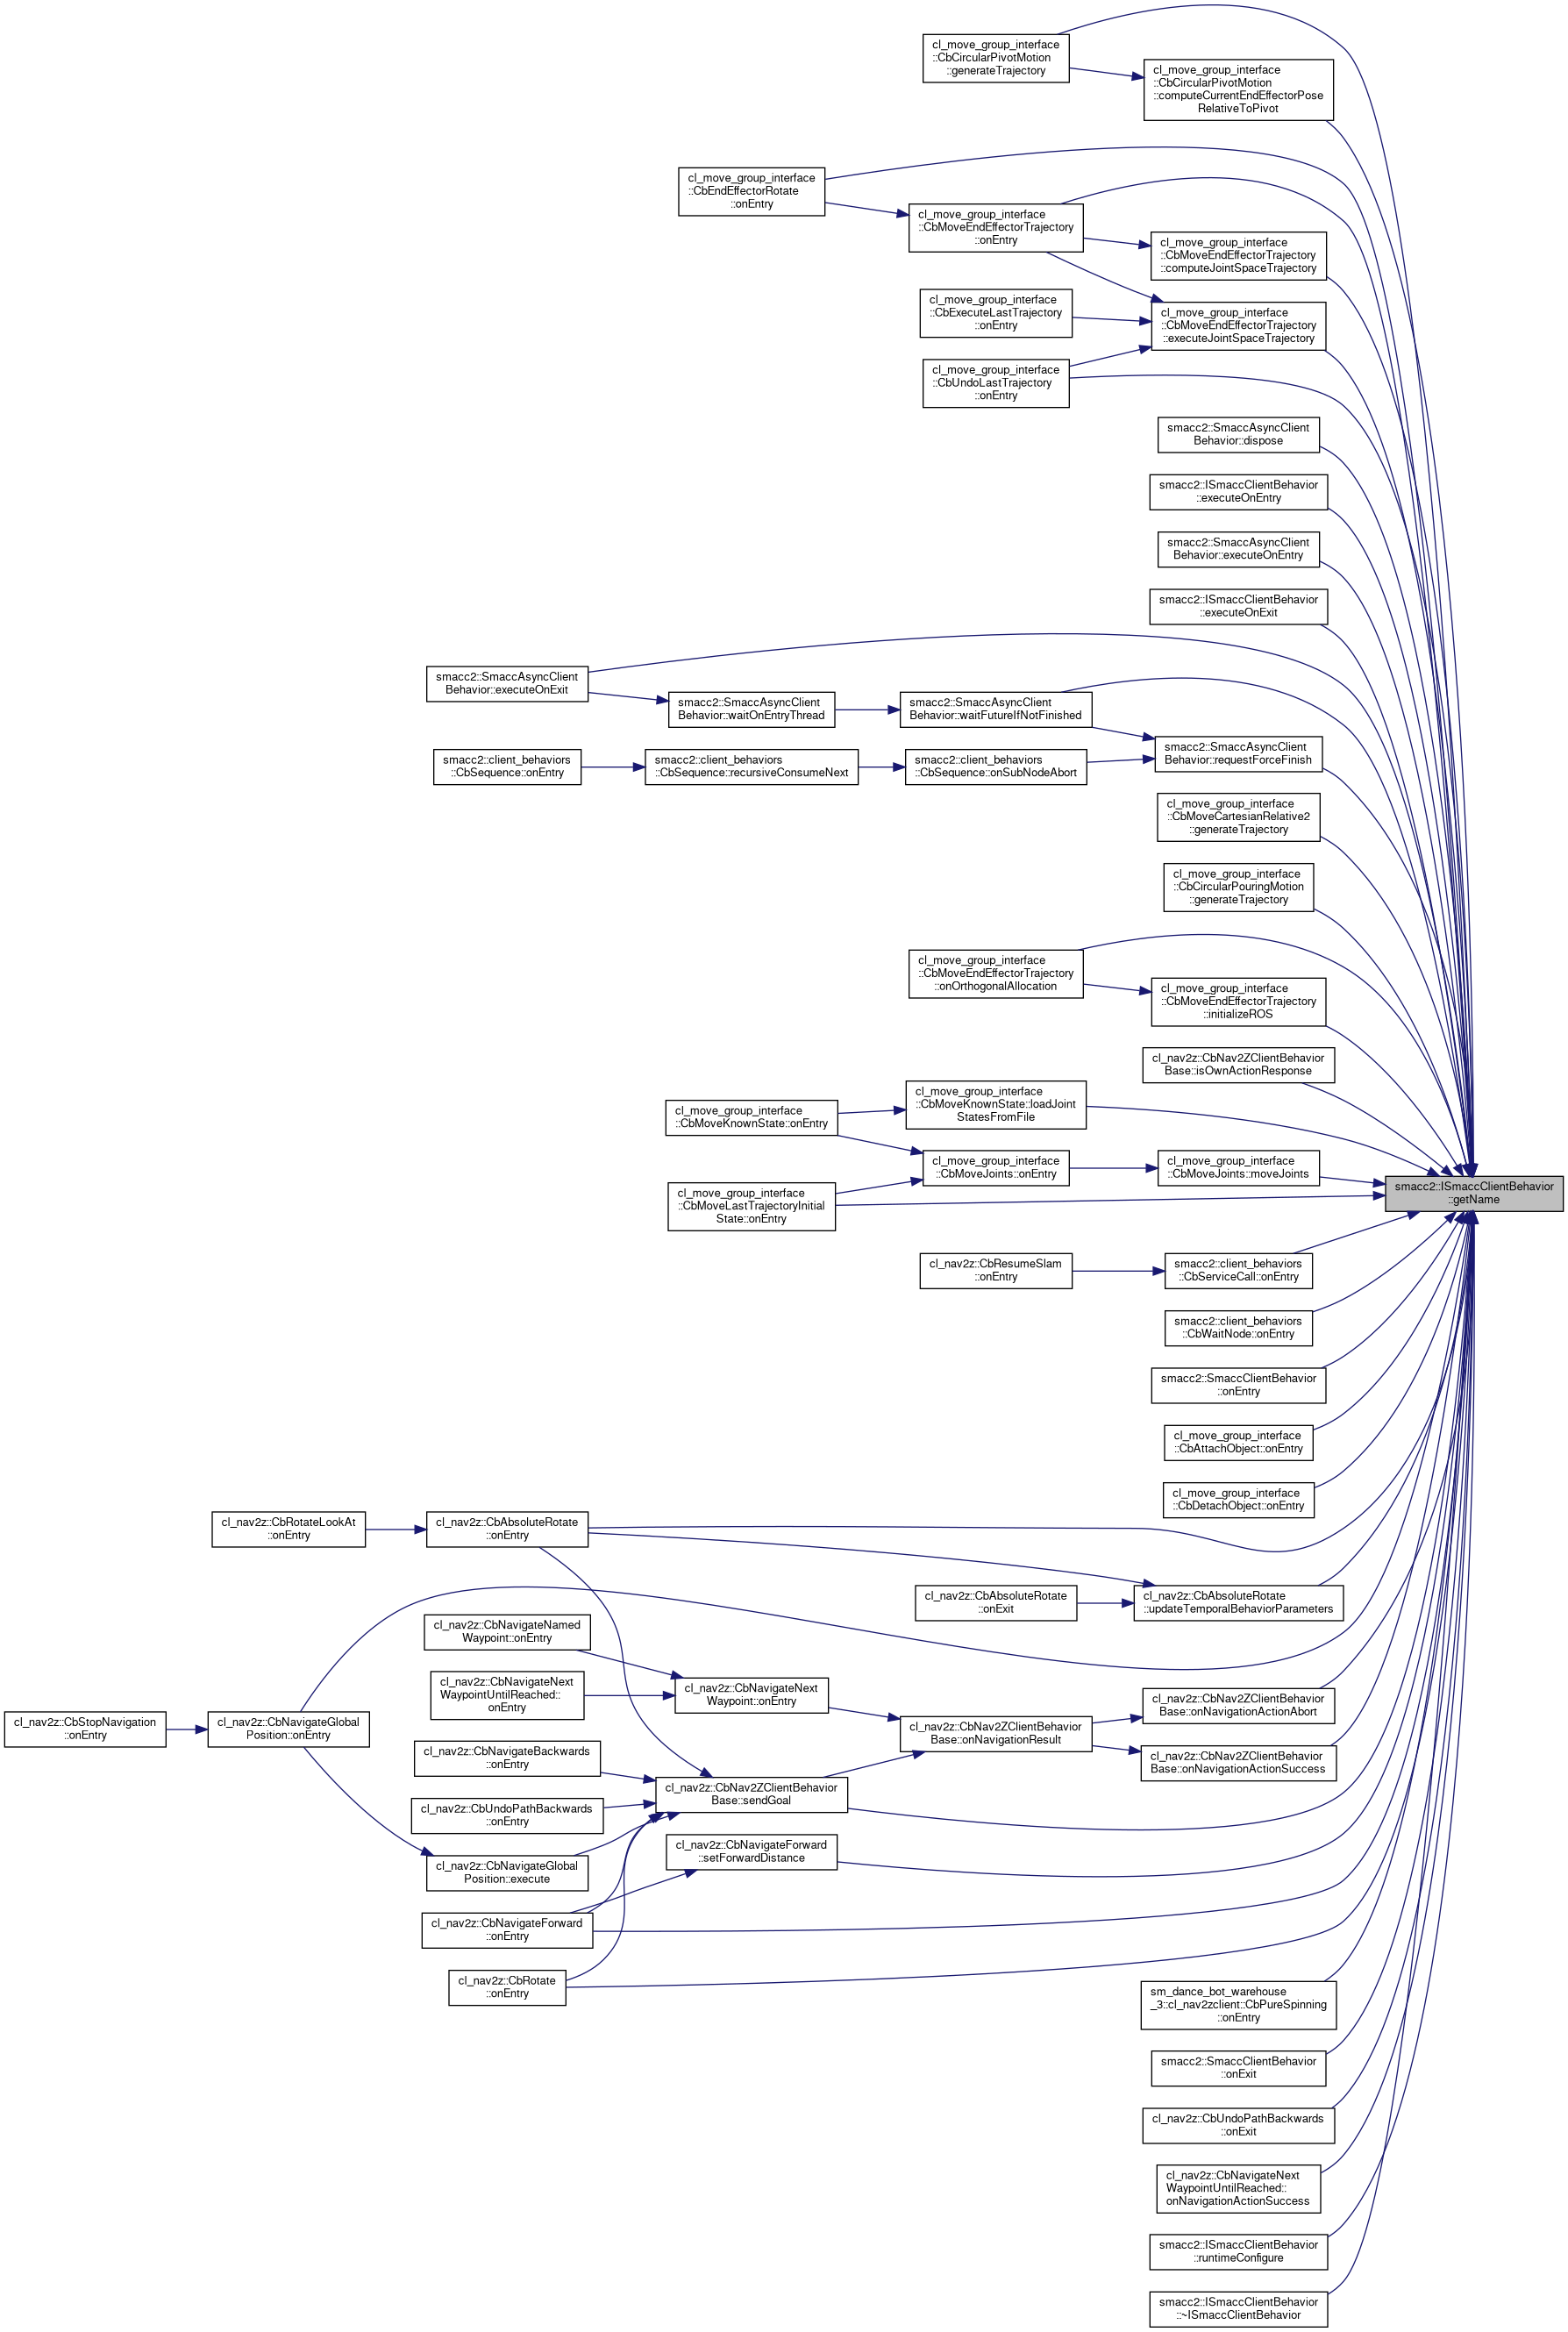 cl_move_group_interface
::CbCircularPivotMotion
::generateTrajectory
cl_move_group_interface
::CbCircularPivotMotion
::computeCurrentEndEffectorPose
RelativeToPivot
cl_move_group_interface
::CbEndEffectorRotate
::onEntry
cl_move_group_interface
::CbMoveEndEffectorTrajectory
::onEntry
cl_move_group_interface
::CbMoveEndEffectorTrajectory
::computeJointSpaceTrajectory
cl_move_group_interface
::CbExecuteLastTrajectory
::onEntry
cl_move_group_interface
::CbMoveEndEffectorTrajectory
::executeJointSpaceTrajectory
cl_move_group_interface
::CbUndoLastTrajectory
::onEntry
smacc2::SmaccAsyncClient
Behavior::dispose
smacc2::ISmaccClientBehavior
::executeOnEntry
smacc2::SmaccAsyncClient
Behavior::executeOnEntry
smacc2::ISmaccClientBehavior
::executeOnExit
smacc2::SmaccAsyncClient
Behavior::executeOnExit
smacc2::SmaccAsyncClient
Behavior::waitOnEntryThread
smacc2::SmaccAsyncClient
Behavior::waitFutureIfNotFinished
smacc2::SmaccAsyncClient
Behavior::requestForceFinish
smacc2::client_behaviors
::CbSequence::onEntry
smacc2::client_behaviors
::CbSequence::recursiveConsumeNext
smacc2::client_behaviors
::CbSequence::onSubNodeAbort
cl_move_group_interface
::CbMoveCartesianRelative2
::generateTrajectory
cl_move_group_interface
::CbCircularPouringMotion
::generateTrajectory
cl_move_group_interface
::CbMoveEndEffectorTrajectory
::onOrthogonalAllocation
cl_move_group_interface
::CbMoveEndEffectorTrajectory
::initializeROS
cl_nav2z::CbNav2ZClientBehavior
Base::isOwnActionResponse
cl_move_group_interface
::CbMoveKnownState::onEntry
cl_move_group_interface
::CbMoveKnownState::loadJoint
StatesFromFile
cl_move_group_interface
::CbMoveJoints::onEntry
cl_move_group_interface
::CbMoveJoints::moveJoints
smacc2::ISmaccClientBehavior
::getName
cl_move_group_interface
::CbMoveLastTrajectoryInitial
State::onEntry
cl_nav2z::CbResumeSlam
::onEntry
smacc2::client_behaviors
::CbServiceCall::onEntry
smacc2::client_behaviors
::CbWaitNode::onEntry
smacc2::SmaccClientBehavior
::onEntry
cl_move_group_interface
::CbAttachObject::onEntry
cl_move_group_interface
::CbDetachObject::onEntry
cl_nav2z::CbRotateLookAt
::onEntry
cl_nav2z::CbAbsoluteRotate
::onEntry
cl_nav2z::CbAbsoluteRotate
::onExit
cl_nav2z::CbAbsoluteRotate
::updateTemporalBehaviorParameters
cl_nav2z::CbNavigateNamed
Waypoint::onEntry
cl_nav2z::CbNavigateNext
WaypointUntilReached::
onEntry
cl_nav2z::CbNavigateNext
Waypoint::onEntry
cl_nav2z::CbNav2ZClientBehavior
Base::onNavigationActionAbort
cl_nav2z::CbStopNavigation
::onEntry
cl_nav2z::CbNavigateGlobal
Position::onEntry
cl_nav2z::CbNav2ZClientBehavior
Base::onNavigationResult
cl_nav2z::CbNavigateBackwards
::onEntry
cl_nav2z::CbNav2ZClientBehavior
Base::onNavigationActionSuccess
cl_nav2z::CbNav2ZClientBehavior
Base::sendGoal
cl_nav2z::CbUndoPathBackwards
::onEntry
cl_nav2z::CbNavigateForward
::setForwardDistance
cl_nav2z::CbNavigateGlobal
Position::execute
cl_nav2z::CbNavigateForward
::onEntry
cl_nav2z::CbRotate
::onEntry
sm_dance_bot_warehouse
_3::cl_nav2zclient::CbPureSpinning
::onEntry
smacc2::SmaccClientBehavior
::onExit
cl_nav2z::CbUndoPathBackwards
::onExit
cl_nav2z::CbNavigateNext
WaypointUntilReached::
onNavigationActionSuccess
smacc2::ISmaccClientBehavior
::runtimeConfigure
smacc2::ISmaccClientBehavior
::~ISmaccClientBehavior